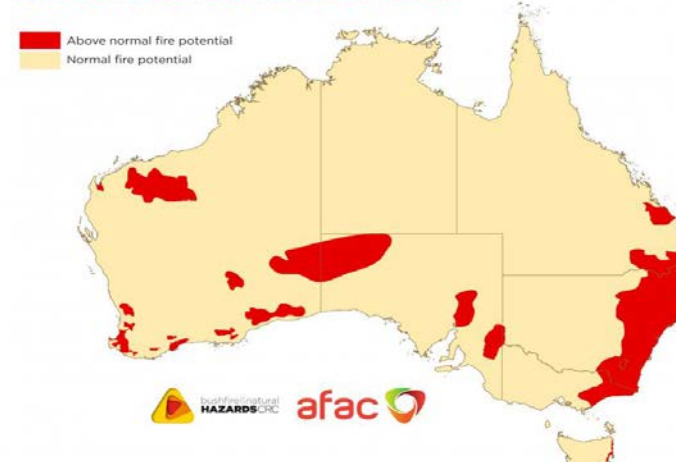 Above normal fire potential
Normal fire potential
bushfire&natural
HAZARDSCRC
afac